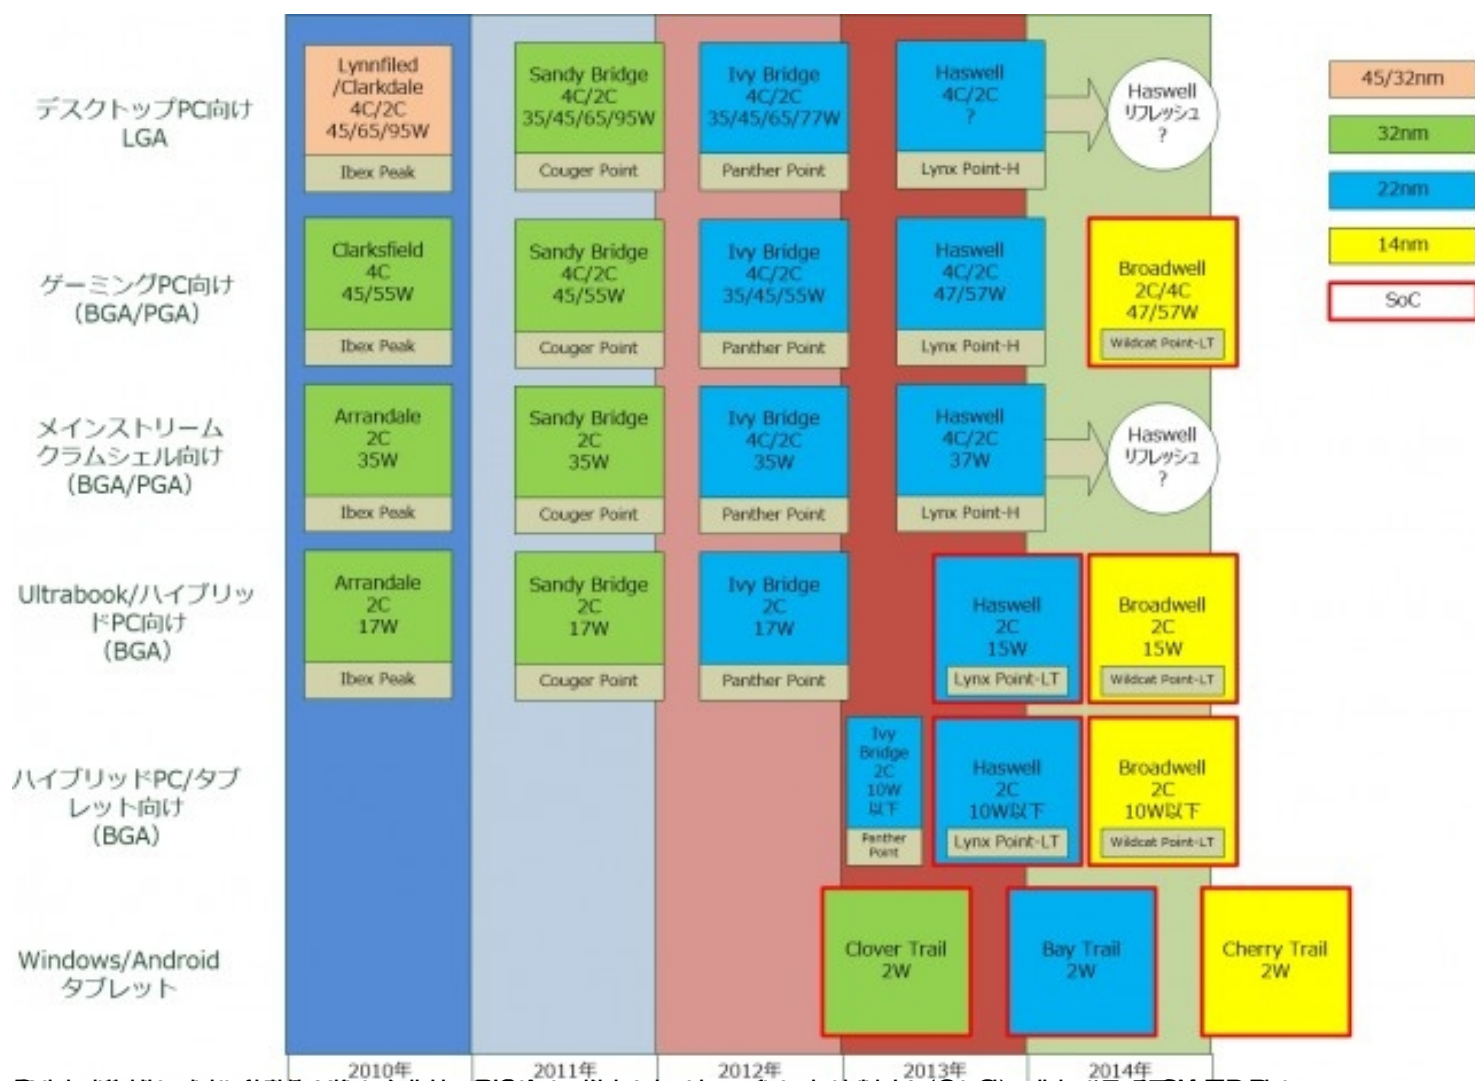 デスクトップPC向け
LGA
Lynnfiled
/Clarkdale
4C/2C
45/65/95W
Ibex Peak
Sandy Bridge
4C/2C
35/45/65/95W
Couger Point
Ivy Bridge
4C/2C
35/45/65/77W
Panther Point
Haswell
4C/2C
?
Lynx Point-H
Haswell
リフレッシュ
?
45/32nm
32nm
22nm
14nm
SoC
ゲーミングPC向け
（BGA/PGA）
Clarksfield
4C
45/55W
Ibex Peak
Sandy Bridge
4C/2C
45/55W
Couger Point
Ivy Bridge
4C/2C
35/45/55W
Panther Point
Haswell
4C/2C
47/57W
Lynx Point-H
Broadwell
2C/4C
47/57W
Wildcat Point-LT
メインストリーム
クラムシェル向け
（BGA/PGA）
Arrandale
2C
35W
Ibex Peak
Sandy Bridge
2C
35W
Couger Point
Ivy Bridge
4C/2C
35W
Panther Point
Haswell
4C/2C
37W
Lynx Point-H
Haswell
リフレッシュ
?
Ultrabook/ハイブリッ
ドPC向け
（BGA）
Arrandale
2C
17W
Ibex Peak
Sandy Bridge
2C
17W
Couger Point
Ivy Bridge
2C
17W
Panther Point
Haswell
2C
15W
Lynx Point-LT
Broadwell
2C
15W
Wildcat Point-LT
ハイブリッドPC/タブ
レット向け
（BGA）
Ivy
Bridge
2C
10W
以下
Panther
Point
Haswell
2C
10W以下
Lynx Point-LT
Broadwell
2C
10W以下
Wildcat Point-LT
Windows/Android
タブレット
Clover Trail
2W
Bay Trail
2W
Cherry Trail
2W
2010年
2011年
2012年
2013年
2014年